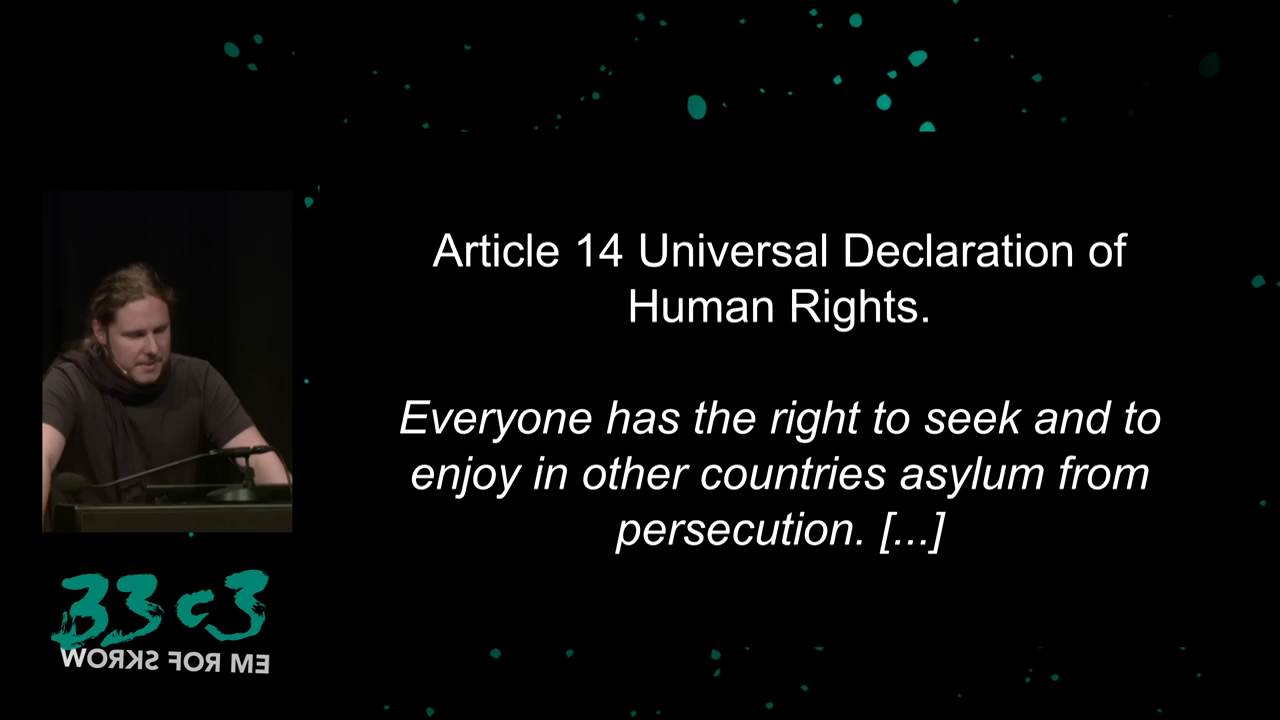 Article 14 Universal Declaration of
Human Rights.
Everyone has the right to seek and to
enjoy in other countries asylum from
persecution. [...]
33c3
WORKS FOR ME